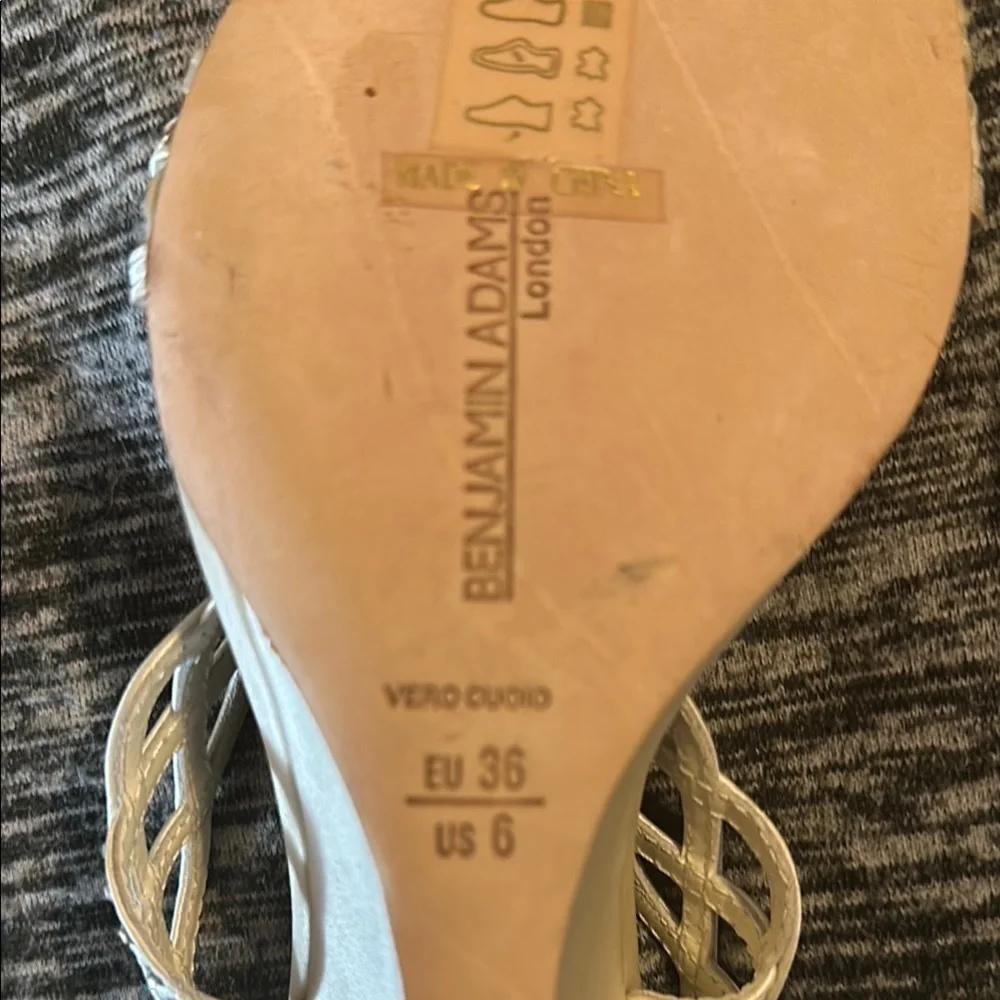 MADE IN CHINA
BENJAMIN ADAMS
London
VERO CUOIO
EU 36
US 6